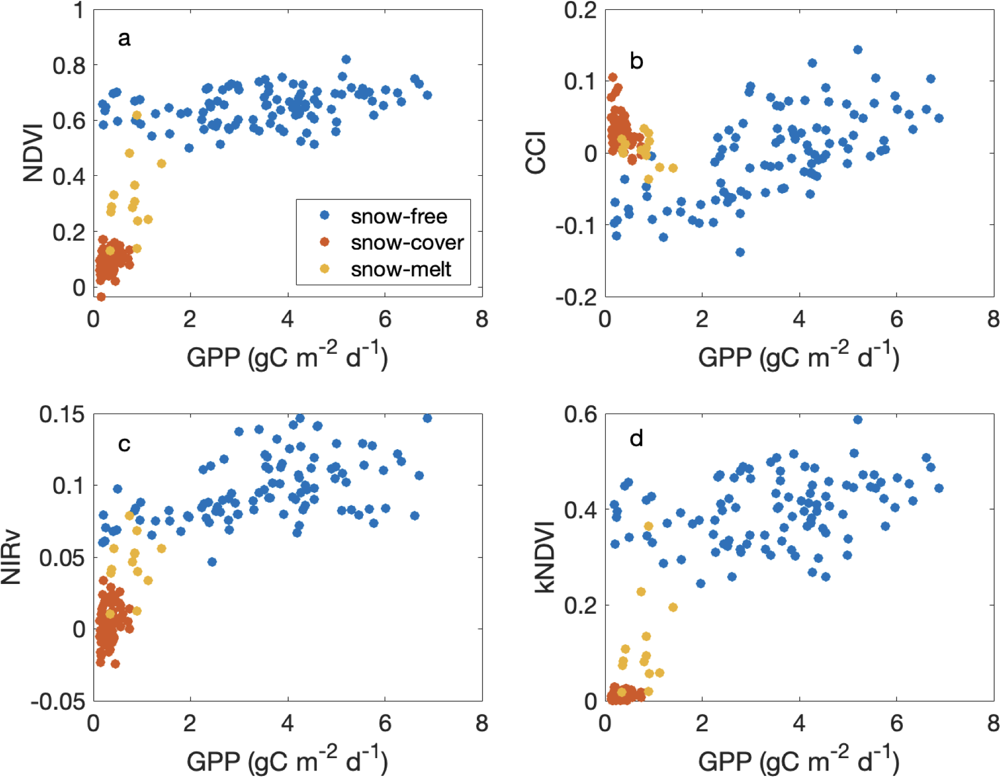 1
0.8
0.6
0.4
0.2
0
NDVI
a
snow-free
snow-cover
snow-melt
0 2 4 6 8
GPP (gC m-2 d-1)
0.2
0.1
0
-0.1
-0.2
CCI
b
0 2 4 6 8
GPP (gC m-2 d-1)
0.15
0.1
0.05
0
-0.05
NIRv
c
0 2 4 6 8
GPP (gC m-2 d-1)
0.6
0.4
0.2
0
kNDVI
d
0 2 4 6 8
GPP (gC m-2 d-1)